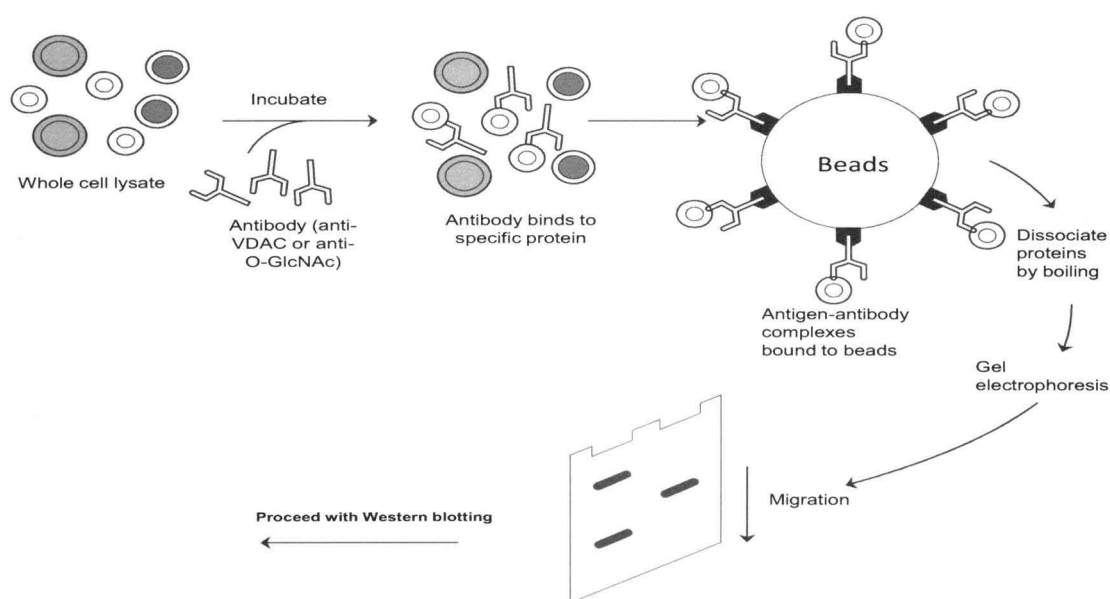 Incubate
Whole cell lysate
Antibody (anti-
VDAC or anti-
O-GlcNAc)
Antibody binds to
specific protein
Beads
Antigen-antibody
complexes
bound to beads
Dissociate
proteins
by boiling
Gel
electrophoresis
Migration
Proceed with Western blotting